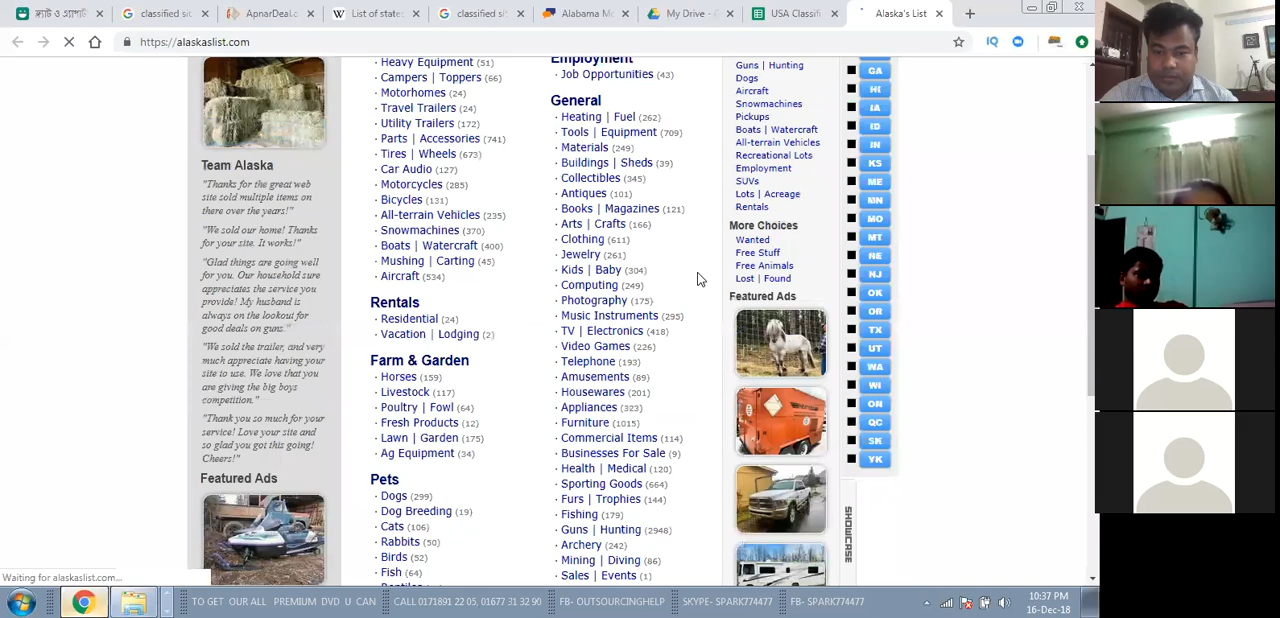 ফ্ল্যাট ও এ্যাপার্ট
classified sit
ApnarDeal.c
List of states
classified sit
Alabama Mo
My Drive - G
USA Classifi
Alaska's List
https://alaskaslist.com
Heavy Equipment (51)
Campers | Toppers (66)
Motorhomes (24)
Travel Trailers (24)
Utility Trailers (172)
Parts | Accessories (741)
Tires | Wheels (673)
Car Audio (127)
Motorcycles (285)
Bicycles (131)
All-terrain Vehicles (235)
Snowmachines (370)
Boats | Watercraft (400)
Mushing | Carting (45)
Aircraft (534)
Rentals
Residential (24)
Vacation | Lodging (2)
Farm & Garden
Horses (159)
Livestock (117)
Poultry | Fowl (64)
Fresh Products (12)
Lawn | Garden (175)
Ag Equipment (34)
Pets
Dogs (299)
Dog Breeding (19)
Cats (106)
Rabbits (50)
Birds (52)
Fish (64)
Reptiles
Employment
Job Opportunities (43)
General
Heating | Fuel (262)
Tools | Equipment (709)
Materials (249)
Buildings | Sheds (39)
Collectibles (345)
Antiques (101)
Books | Magazines (121)
Arts | Crafts (166)
Clothing (611)
Jewelry (261)
Kids | Baby (304)
Computing (249)
Photography (175)
Music Instruments (295)
TV | Electronics (418)
Video Games (226)
Telephone (193)
Amusements (89)
Housewares (201)
Appliances (323)
Furniture (1015)
Commercial Items (114)
Businesses For Sale (9)
Health | Medical (120)
Sporting Goods (664)
Furs | Trophies (144)
Fishing (179)
Guns | Hunting (2948)
Archery (242)
Mining | Diving (86)
Sales | Events (1)
Team Alaska
"Thanks for the great web
site sold multiple items on
there over the years!"
"We sold our home! Thanks
for your site. It works!"
"Glad things are going well
for you. Our household sure
appreciates the service you
provide! My husband is
always on the lookout for
good deals on guns."
"We sold the trailer, and very
much appreciate having your
site to use. We love that you
are giving the big boys
competition."
"Thank you so much for your
service! Love your site and
so glad you got this going!
Cheers!"
Featured Ads
Guns | Hunting
Dogs
Aircraft
Snowmachines
Pickups
Boats | Watercraft
All-terrain Vehicles
Recreational Lots
Employment
SUVs
Lots | Acreage
Rentals
More Choices
Wanted
Free Stuff
Free Animals
Lost | Found
Featured Ads
GA
HI
IA
ID
IN
KS
ME
MN
MO
MT
NE
NJ
OK
OR
TX
UT
WA
WI
ON
QC
SK
YK
SHOWCASE
Waiting for alaskaslist.com...
TO GET OUR ALL PREMIUM DVD U CAN
CALL 0171891 22 05, 01677 31 32 90
FB- OUTSOURCINGHELP
SKYPE- SPARK774477
FB- SPARK774477
10:37 PM
16-Dec-18